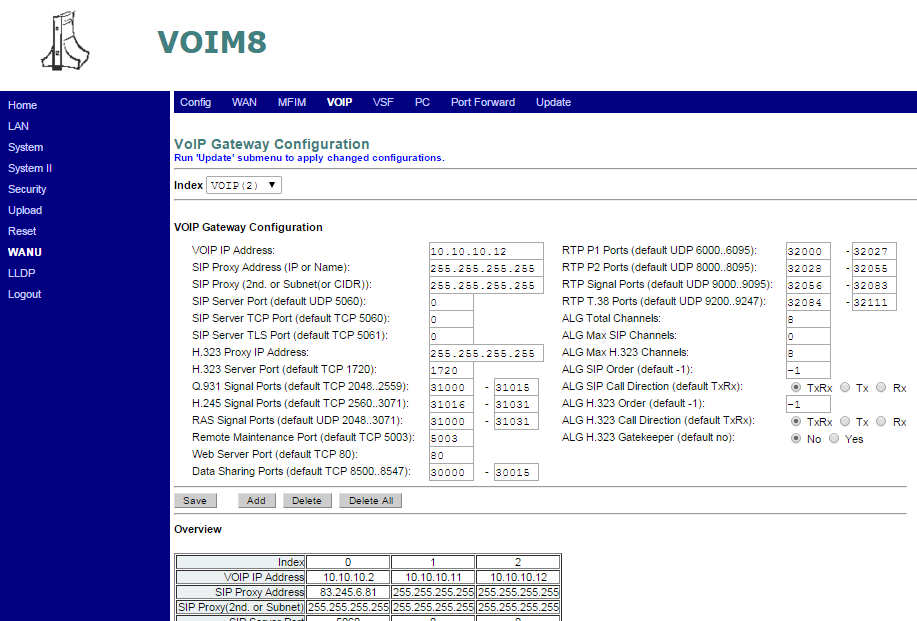 VOIM8
Config WAN MFIM VOIP VSF PC Port Forward Update
Home
LAN
System
System II
Security
Upload
Reset
WANU
LLDP
Logout
VoIP Gateway Configuration
Run 'Update' submenu to apply changed configurations.
Index VOIP(2)
VOIP Gateway Configuration
VOIP IP Address: 10.10.10.12 RTP P1 Ports (default UDP 6000..6095): 32000 - 32027
SIP Proxy Address (IP or Name): 255.255.255.255 RTP P2 Ports (default UDP 8000..8095): 32028 - 32055
SIP Proxy (2nd. or Subnet(or CIDR)): 255.255.255.255 RTP Signal Ports (default UDP 9000..9095): 32056 - 32083
SIP Server Port (default UDP 5060): 0 RTP T.38 Ports (default UDP 9200..9247): 32084 - 32111
SIP Server TCP Port (default TCP 5060): 0 ALG Total Channels: 8
SIP Server TLS Port (default TCP 5061): 0 ALG Max SIP Channels: 0
H.323 Proxy IP Address: 255.255.255.255 ALG Max H.323 Channels: 8
H.323 Server Port (default TCP 1720): 1720 ALG SIP Order (default -1): -1
Q.931 Signal Ports (default TCP 2048..2559): 31000 - 31015 ALG SIP Call Direction (default TxRx): TxRx Tx Rx
H.245 Signal Ports (default TCP 2560..3071): 31016 - 31031 ALG H.323 Order (default -1): -1
RAS Signal Ports (default UDP 2048..3071): 31000 - 31031 ALG H.323 Call Direction (default TxRx): TxRx Tx Rx
Remote Maintenance Port (default TCP 5003): 5003 ALG H.323 Gatekeeper (default no): No Yes
Web Server Port (default TCP 80): 80
Data Sharing Ports (default TCP 8500..8547): 30000 - 30015
Save Add Delete Delete All
Overview
Index 0 1 2
VOIP IP Address 10.10.10.2 10.10.10.11 10.10.10.12
SIP Proxy Address 83.245.6.81 255.255.255.255 255.255.255.255
SIP Proxy(2nd. or Subnet) 255.255.255.255 255.255.255.255 255.255.255.255
SIP Server Port 5060 0 0